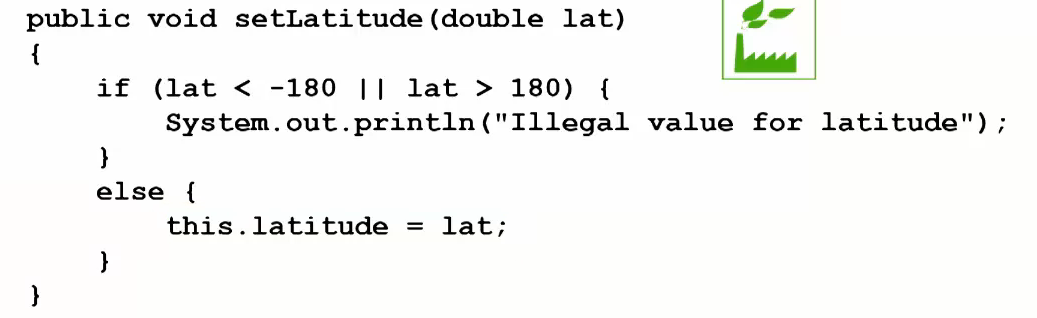 public void setLatitude(double lat)
{
    if (lat < -180 || lat > 180) {
        System.out.println("Illegal value for latitude");
    }
    else {
        this.latitude = lat;
    }
}